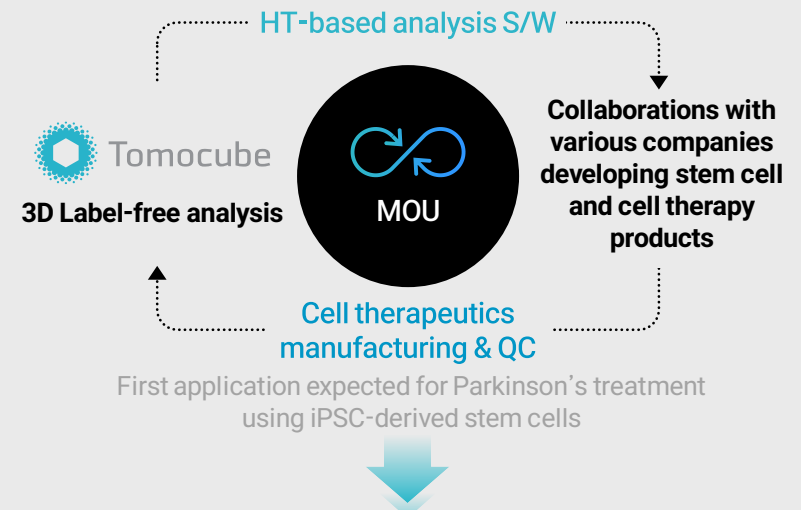 HT-based analysis S/W
Tomocube
3D Label-free analysis
MOU
Collaborations with
various companies
developing stem cell
and cell therapy
products
Cell therapeutics
manufacturing & QC
First application expected for Parkinson's treatment
using iPSC-derived stem cells